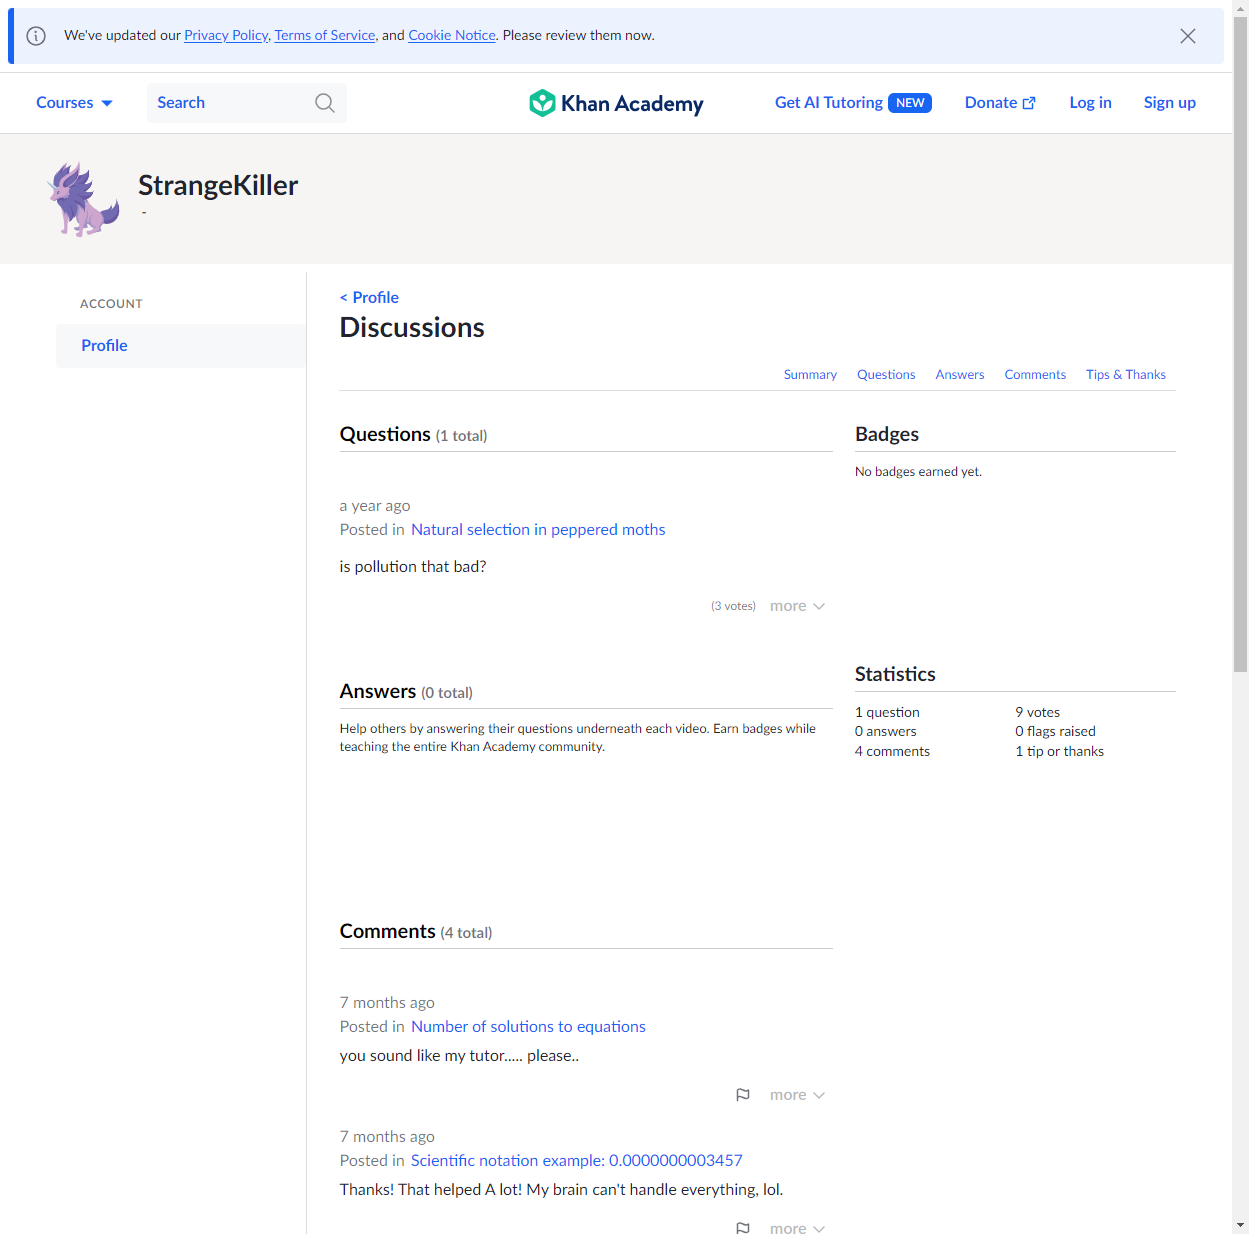 We've updated our Privacy Policy, Terms of Service, and Cookie Notice. Please review them now.
Courses
Search
Khan Academy
Get AI Tutoring NEW
Donate
Log in
Sign up
StrangeKiller
-
ACCOUNT
Profile
< Profile
Discussions
Summary
Questions
Answers
Comments
Tips & Thanks
Questions (1 total)
a year ago
Posted in Natural selection in peppered moths
is pollution that bad?
(3 votes)
more
Badges
No badges earned yet.
Answers (0 total)
Help others by answering their questions underneath each video. Earn badges while
teaching the entire Khan Academy community.
Statistics
1 question
9 votes
0 answers
0 flags raised
4 comments
1 tip or thanks
Comments (4 total)
7 months ago
Posted in Number of solutions to equations
you sound like my tutor..... please..
more
7 months ago
Posted in Scientific notation example: 0.0000000003457
Thanks! That helped A lot! My brain can't handle everything, lol.
more